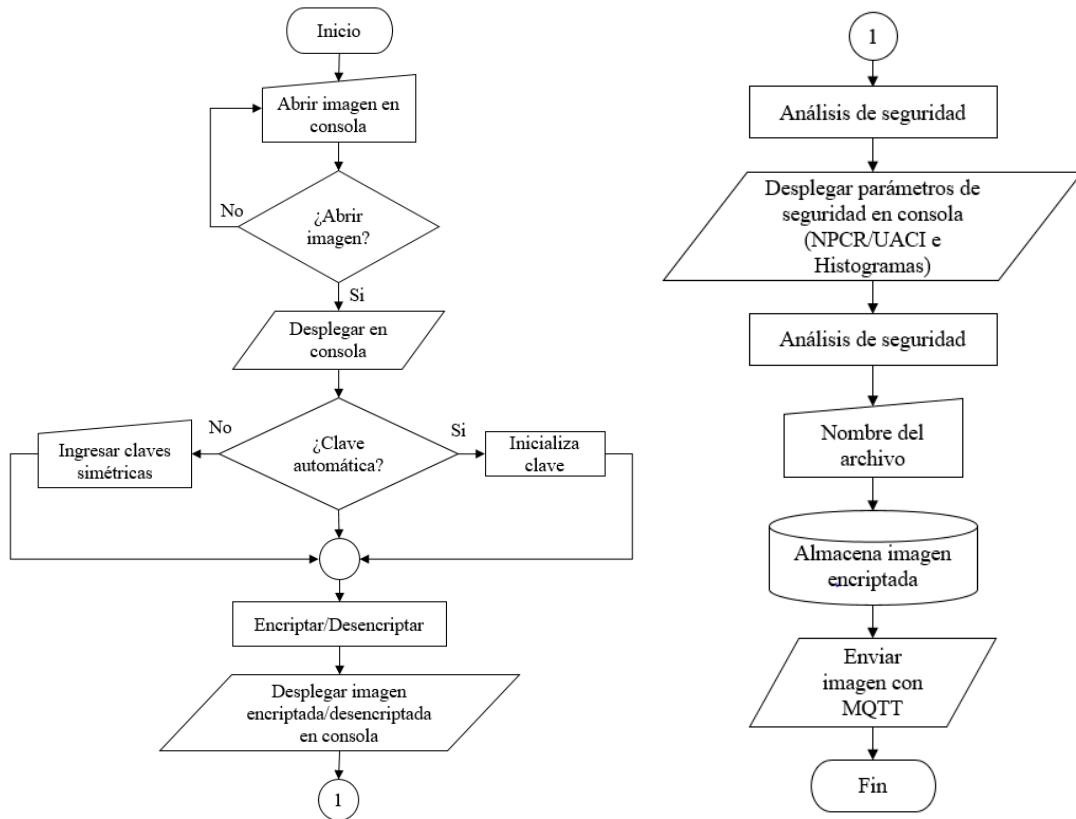 Inicio
Abrir imagen en
consola
No
¿Abrir
imagen?
Si
Desplegar en
consola
No
¿Clave
automática?
Si
Ingresar claves
simétricas
Inicializa
clave
Encriptar/Desencriptar
Desplegar imagen
encriptada/desencriptada
en consola
1
1
Análisis de seguridad
Desplegar parámetros de
seguridad en consola
(NPCR/UACI e
Histogramas)
Análisis de seguridad
Nombre del
archivo
Almacena imagen
encriptada
Enviar
imagen con
MQTT
Fin